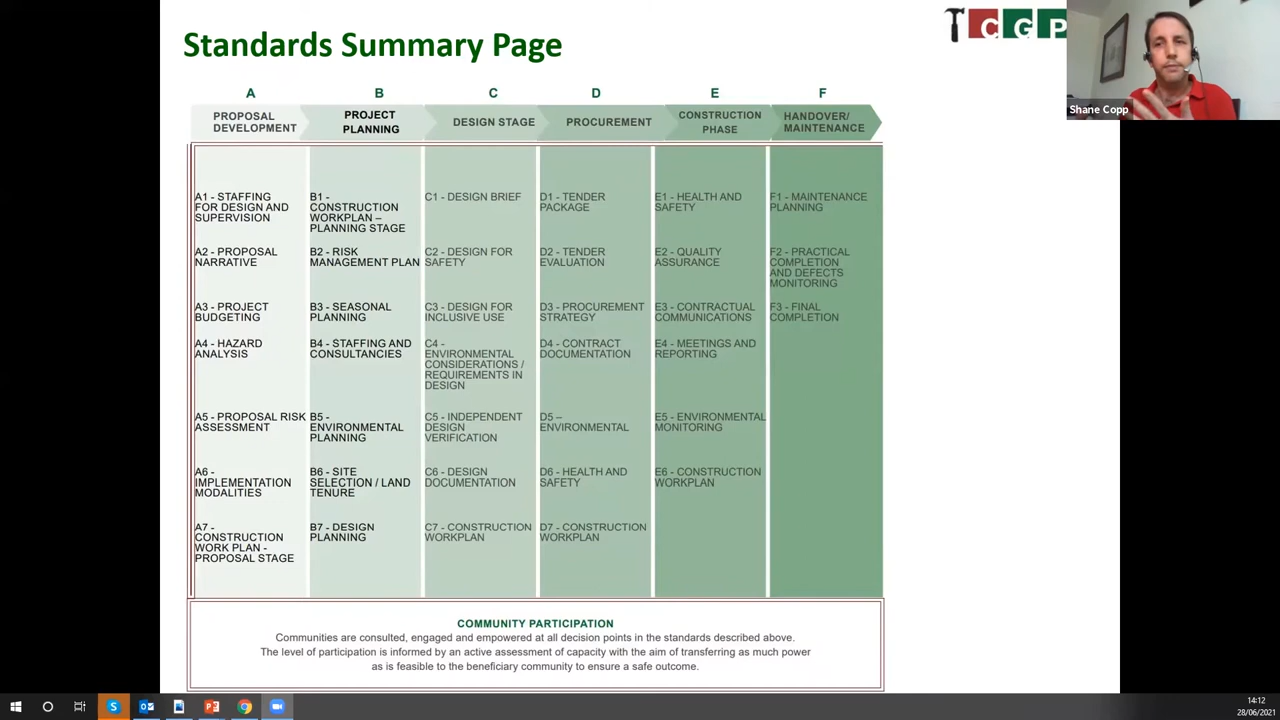 Standards Summary Page
CGP
Shane Copp
A
B
C
D
E
F
PROPOSAL
DEVELOPMENT
PROJECT
PLANNING
DESIGN STAGE
PROCUREMENT
CONSTRUCTION
PHASE
HANDOVER/
MAINTENANCE
A1 - STAFFING
FOR DESIGN AND
SUPERVISION
A2 - PROPOSAL
NARRATIVE
A3 - PROJECT
BUDGETING
A4 - HAZARD
ANALYSIS
A5 - PROPOSAL RISK
ASSESSMENT
A6 -
IMPLEMENTATION
MODALITIES
A7 -
CONSTRUCTION
WORK PLAN -
PROPOSAL STAGE
B1 -
CONSTRUCTION
WORKPLAN –
PLANNING STAGE
B2 - RISK
MANAGEMENT PLAN
B3 - SEASONAL
PLANNING
B4 - STAFFING AND
CONSULTANCIES
B5 -
ENVIRONMENTAL
PLANNING
B6 - SITE
SELECTION / LAND
TENURE
B7 - DESIGN
PLANNING
C1 - DESIGN BRIEF
C2 - DESIGN FOR
SAFETY
C3 - DESIGN FOR
INCLUSIVE USE
C4 -
ENVIRONMENTAL
CONSIDERATIONS /
REQUIREMENTS IN
DESIGN
C5 - INDEPENDENT
DESIGN
VERIFICATION
C6 - DESIGN
DOCUMENTATION
C7 - CONSTRUCTION
WORKPLAN
D1 - TENDER
PACKAGE
D2 - TENDER
EVALUATION
D3 - PROCUREMENT
STRATEGY
D4 - CONTRACT
DOCUMENTATION
D5 –
ENVIRONMENTAL
D6 - HEALTH AND
SAFETY
D7 - CONSTRUCTION
WORKPLAN
E1 - HEALTH AND
SAFETY
E2 - QUALITY
ASSURANCE
E3 - CONTRACTUAL
COMMUNICATIONS
E4 - MEETINGS AND
REPORTING
E5 - ENVIRONMENTAL
MONITORING
E6 - CONSTRUCTION
WORKPLAN
F1 - MAINTENANCE
PLANNING
F2 - PRACTICAL
COMPLETION
AND DEFECTS
MONITORING
F3 - FINAL
COMPLETION
COMMUNITY PARTICIPATION
Communities are consulted, engaged and empowered at all decision points in the standards described above.
The level of participation is informed by an active assessment of capacity with the aim of transferring as much power
as is feasible to the beneficiary community to ensure a safe outcome.
14:12
28/06/2021